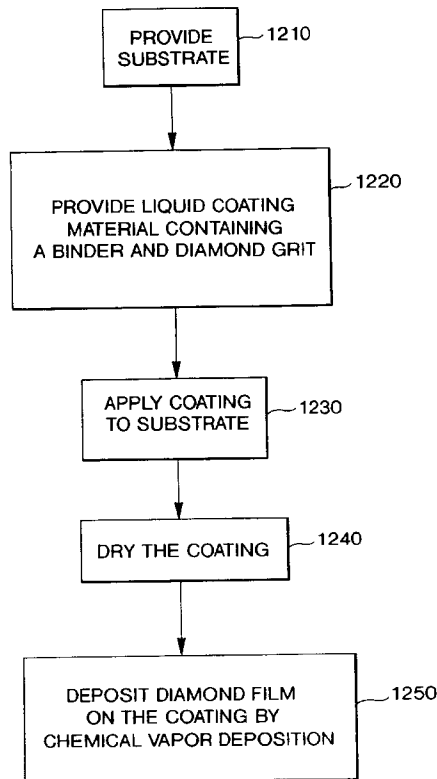 PROVIDE
SUBSTRATE
1210
PROVIDE LIQUID COATING
MATERIAL CONTAINING
A BINDER AND DIAMOND GRIT
1220
APPLY COATING
TO SUBSTRATE
1230
DRY THE COATING
1240
DEPOSIT DIAMOND FILM
ON THE COATING BY
CHEMICAL VAPOR DEPOSITION
1250